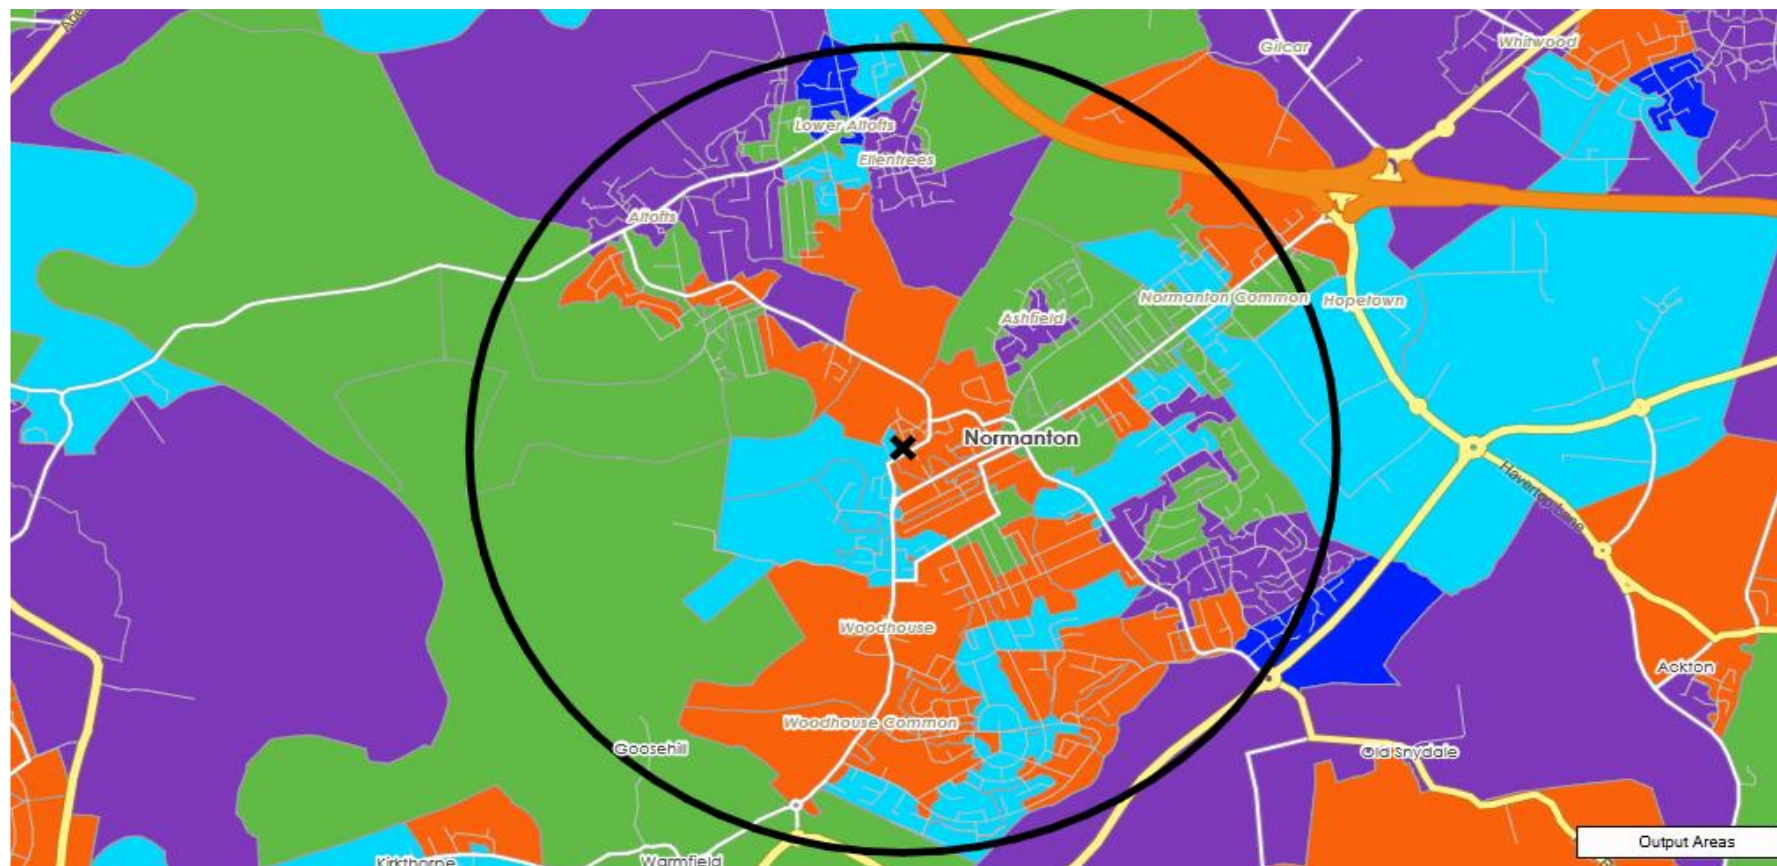 Gilcar
Whitwood
Lower Altofts
Ellentrees
Altofts
Normanton Common
Hopetown
Ashfield
Normanton
Havertop Lane
Woodhouse
Ackton
Woodhouse Common
Goosehill
Old Snydale
Output Areas
Kirkthorpe
Warmfield